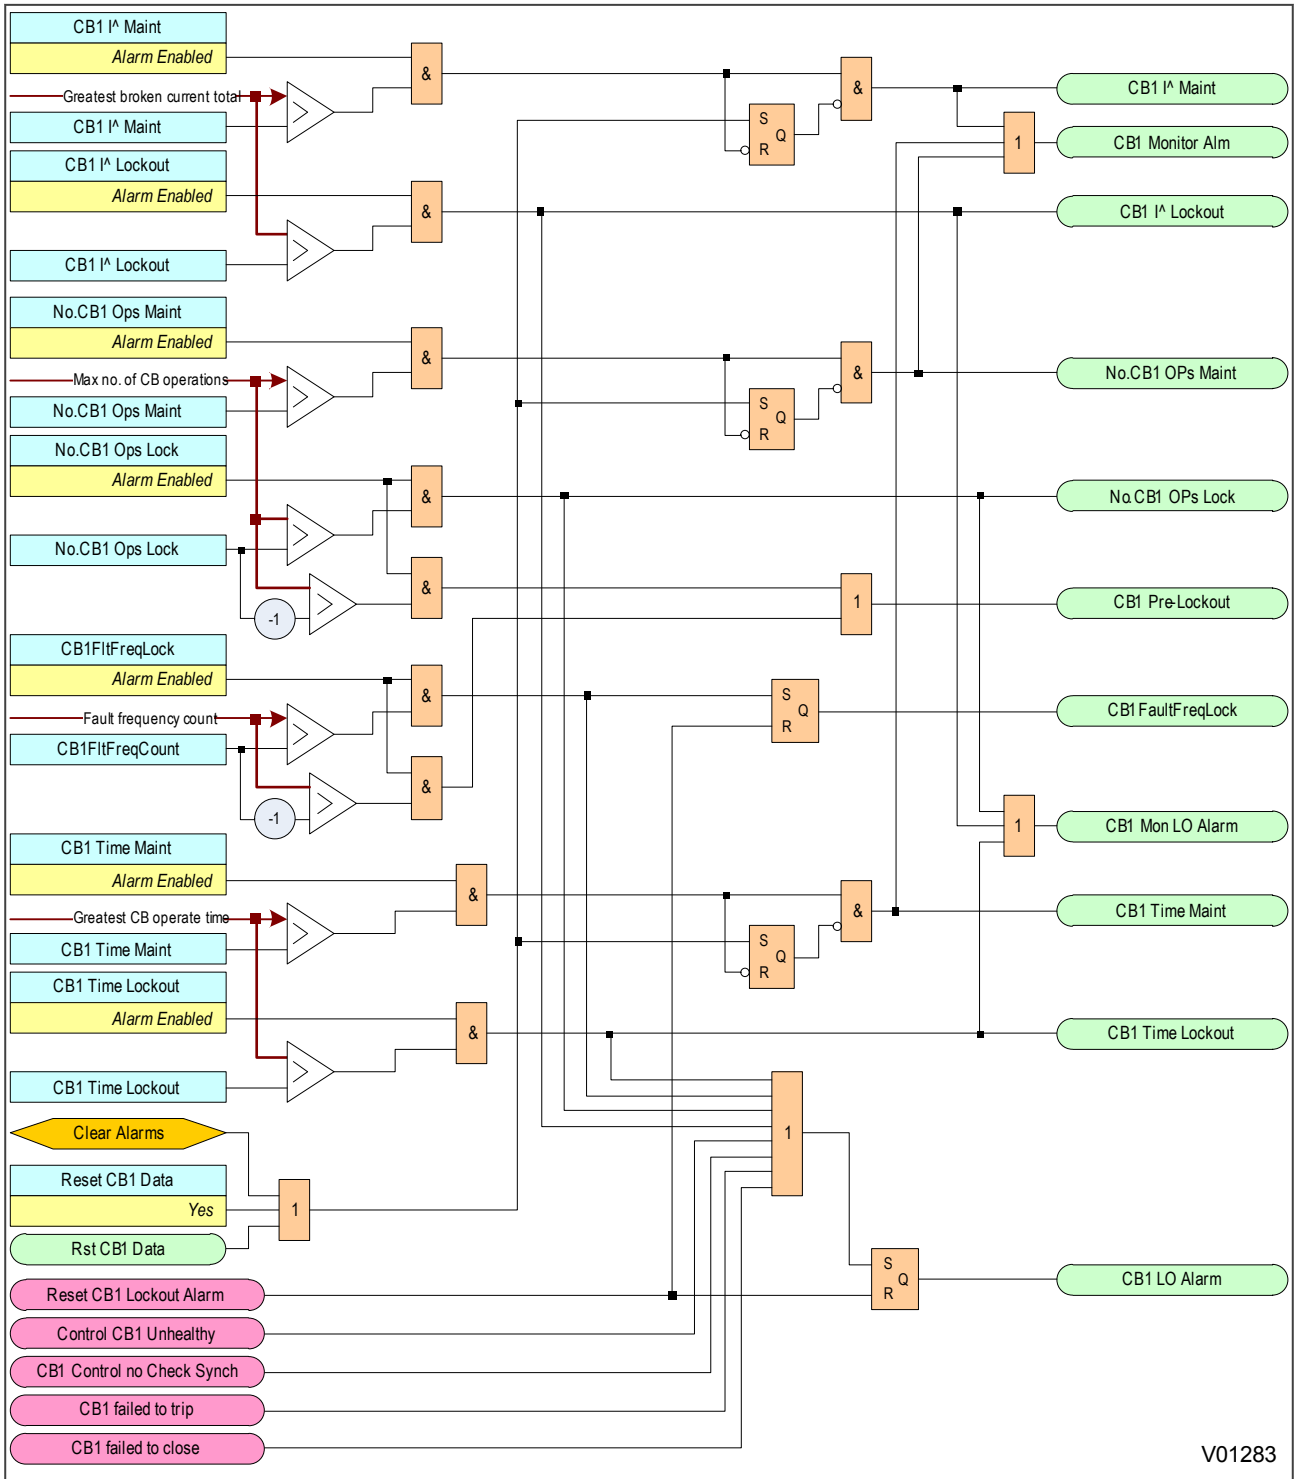 CB1 I^ Maint
Alarm Enabled
Greatest broken current total
CB1 I^ Maint
CB1 I^ Lockout
Alarm Enabled
CB1 I^ Lockout
No.CB1 Ops Maint
Alarm Enabled
Max no. of CB operations
No.CB1 Ops Maint
No.CB1 Ops Lock
Alarm Enabled
No.CB1 Ops Lock
-1
CB1FltFreqLock
Alarm Enabled
Fault frequency count
CB1FltFreqCount
-1
CB1 Time Maint
Alarm Enabled
Greatest CB operate time
CB1 Time Maint
CB1 Time Lockout
Alarm Enabled
CB1 Time Lockout
Clear Alarms
Reset CB1 Data
Yes
Rst CB1 Data
Reset CB1 Lockout Alarm
Control CB1 Unhealthy
CB1 Control no Check Synch
CB1 failed to trip
CB1 failed to close
&
&
&
&
&
&
&
&
&
1
S
Q
R
&
S
Q
R
&
1
S
Q
R
S
Q
R
&
1
S
Q
R
1
1
CB1 I^ Maint
CB1 Monitor Alm
CB1 I^ Lockout
No.CB1 OPs Maint
No.CB1 OPs Lock
CB1 Pre-Lockout
CB1 FaultFreqLock
CB1 Mon LO Alarm
CB1 Time Maint
CB1 Time Lockout
CB1 LO Alarm
V01283